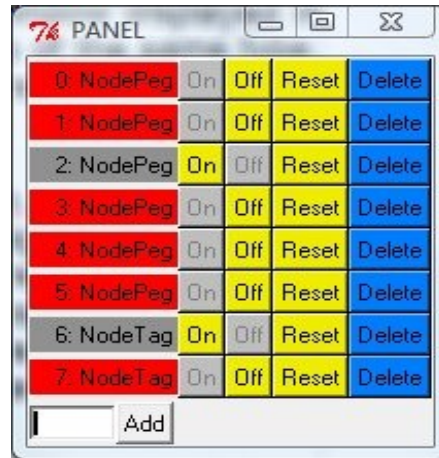 PANEL
0: NodePeg On Off Reset Delete
1: NodePeg On Off Reset Delete
2: NodePeg On Off Reset Delete
3: NodePeg On Off Reset Delete
4: NodePeg On Off Reset Delete
5: NodePeg On Off Reset Delete
6: NodeTag On Off Reset Delete
7: NodeTag On Off Reset Delete
Add